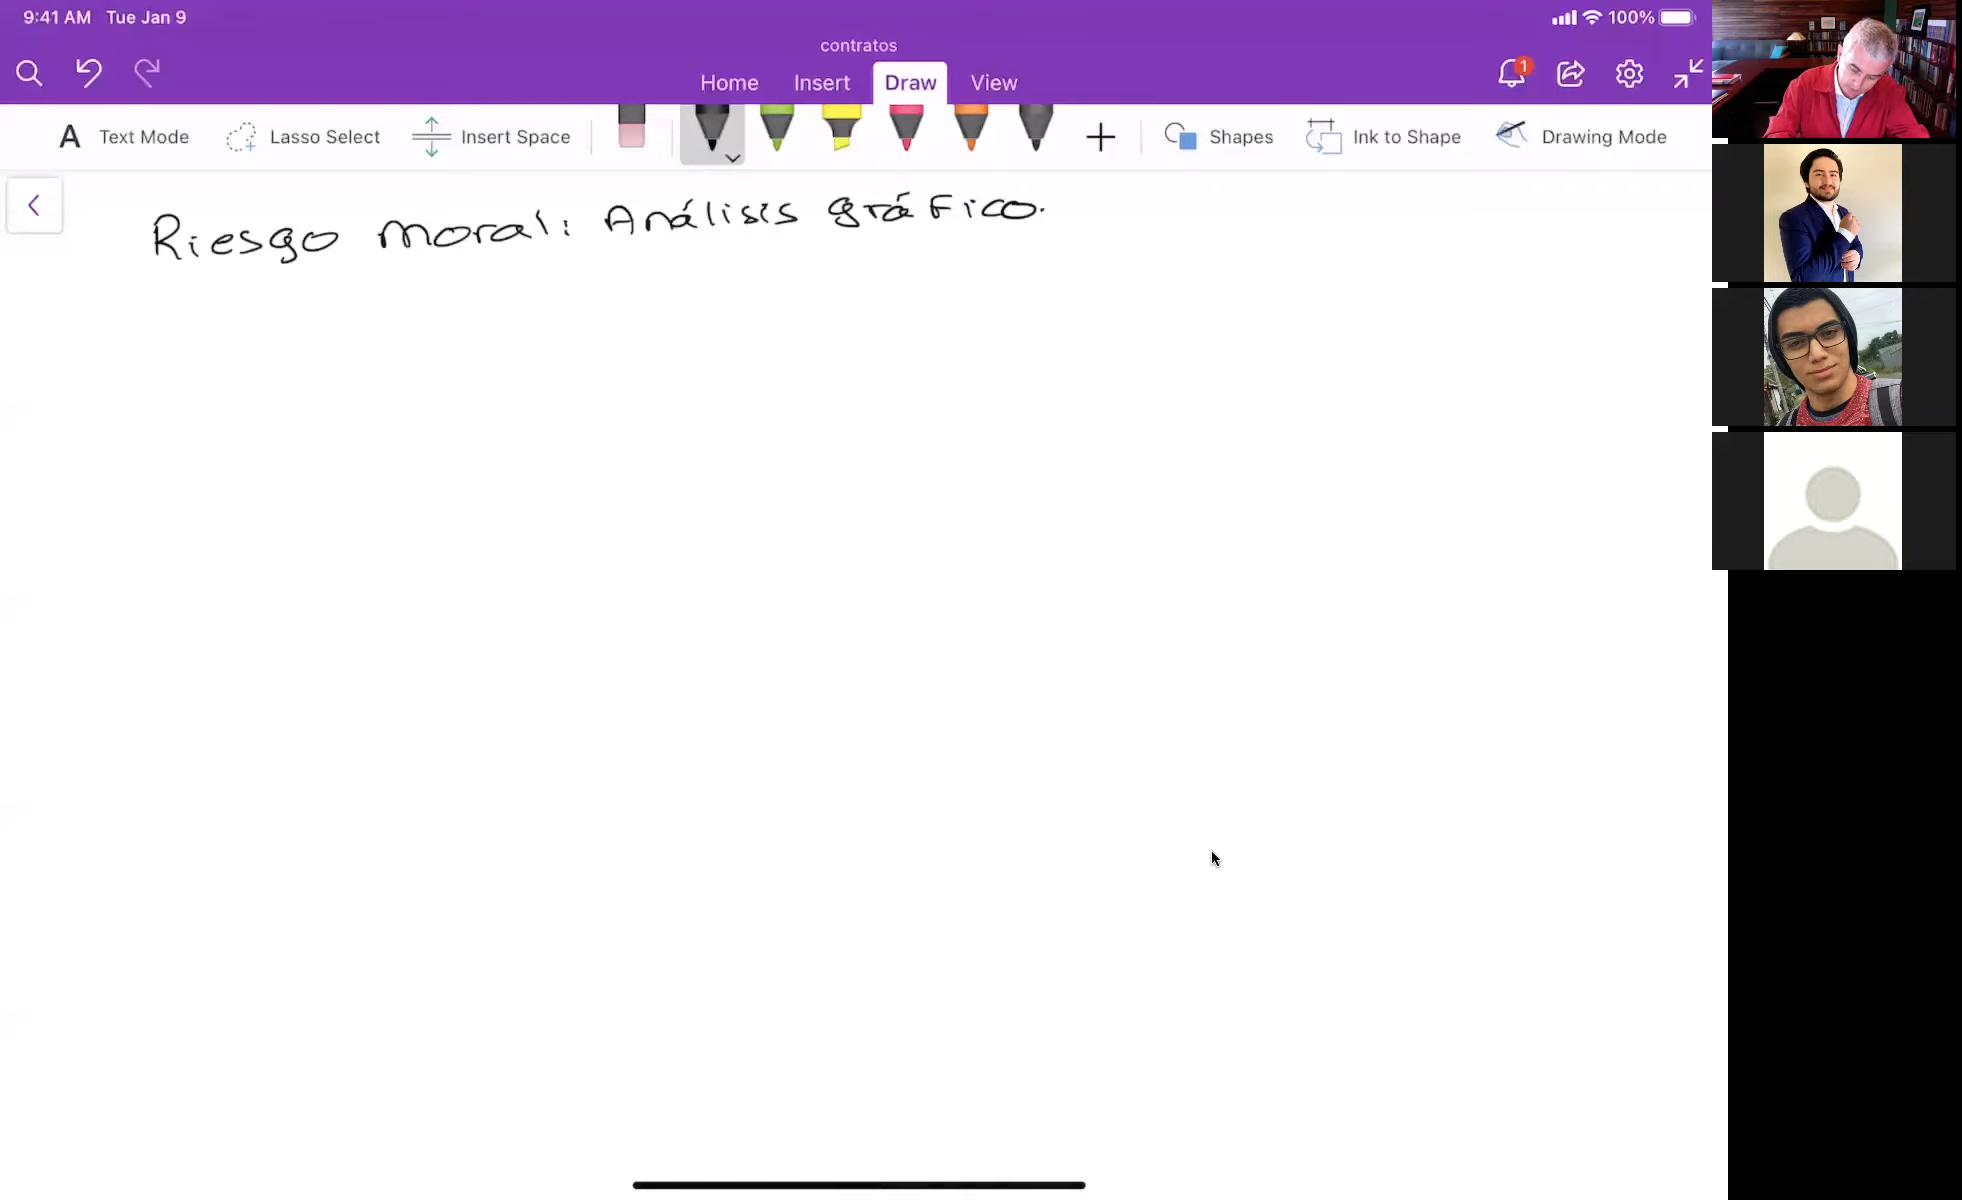 9:41 AM Tue Jan 9
100%
contratos
Home Insert Draw View
1
A Text Mode Lasso Select Insert Space Shapes Ink to Shape Drawing Mode
Riesgo moral: Análisis gráfico.